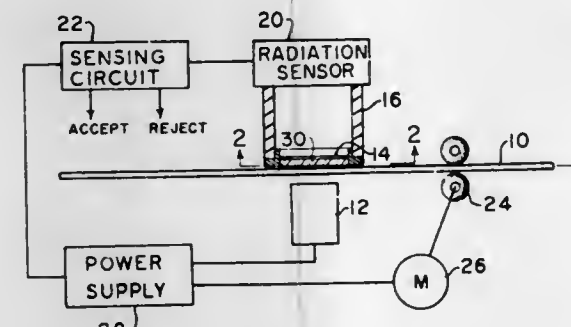 22
20
SENSING
CIRCUIT
RADIATION
SENSOR
16
ACCEPT REJECT
2
30
14
2
10
12
24
POWER
SUPPLY
M
26